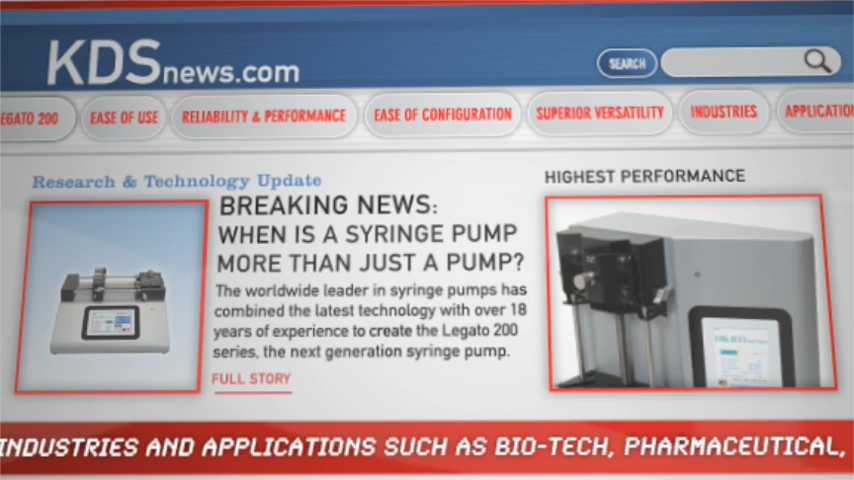 KDSnews.com
SEARCH
LEGATO 200
EASE OF USE
RELIABILITY & PERFORMANCE
EASE OF CONFIGURATION
SUPERIOR VERSATILITY
INDUSTRIES
APPLICATION
Research & Technology Update
BREAKING NEWS:
WHEN IS A SYRINGE PUMP
MORE THAN JUST A PUMP?
The worldwide leader in syringe pumps has
combined the latest technology with over 18
years of experience to create the Legato 200
series, the next generation syringe pump.
FULL STORY
HIGHEST PERFORMANCE
INDUSTRIES AND APPLICATIONS SUCH AS BIO-TECH, PHARMACEUTICAL,